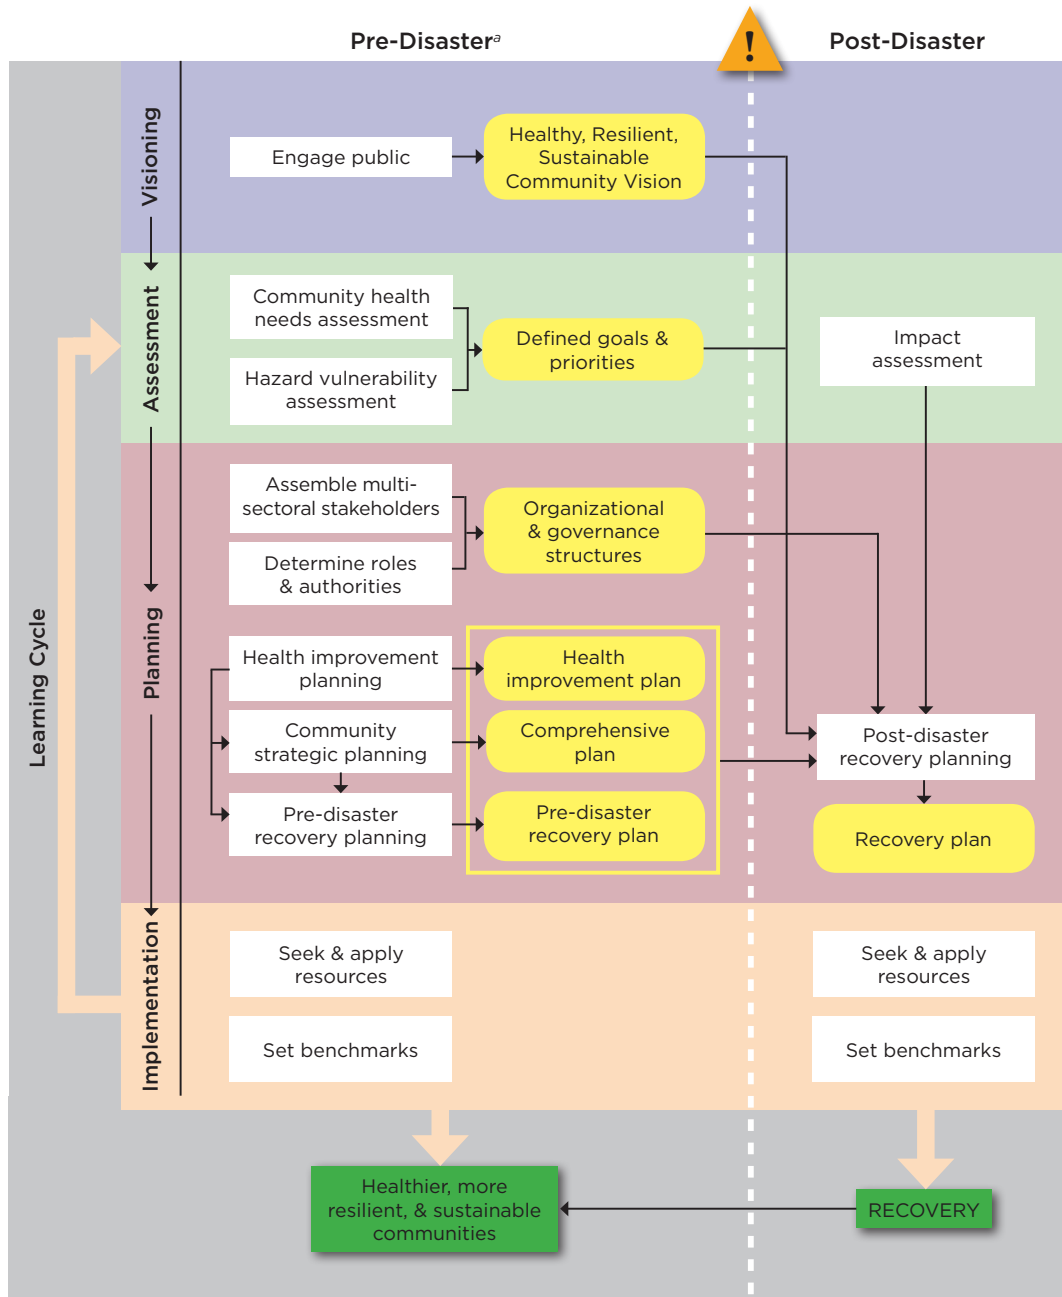 Pre-Disasterᵃ
!
Post-Disaster
Learning Cycle
Visioning
Engage public
Healthy, Resilient,
Sustainable
Community Vision
Assessment
Community health
needs assessment
Hazard vulnerability
assessment
Defined goals &
priorities
Impact
assessment
Planning
Assemble multi-
sectoral stakeholders
Determine roles
& authorities
Organizational
& governance
structures
Health improvement
planning
Health
improvement plan
Community
strategic planning
Comprehensive
plan
Pre-disaster
recovery planning
Pre-disaster
recovery plan
Post-disaster
recovery planning
Recovery plan
Implementation
Seek & apply
resources
Set benchmarks
Seek & apply
resources
Set benchmarks
Healthier, more
resilient, & sustainable
communities
RECOVERY